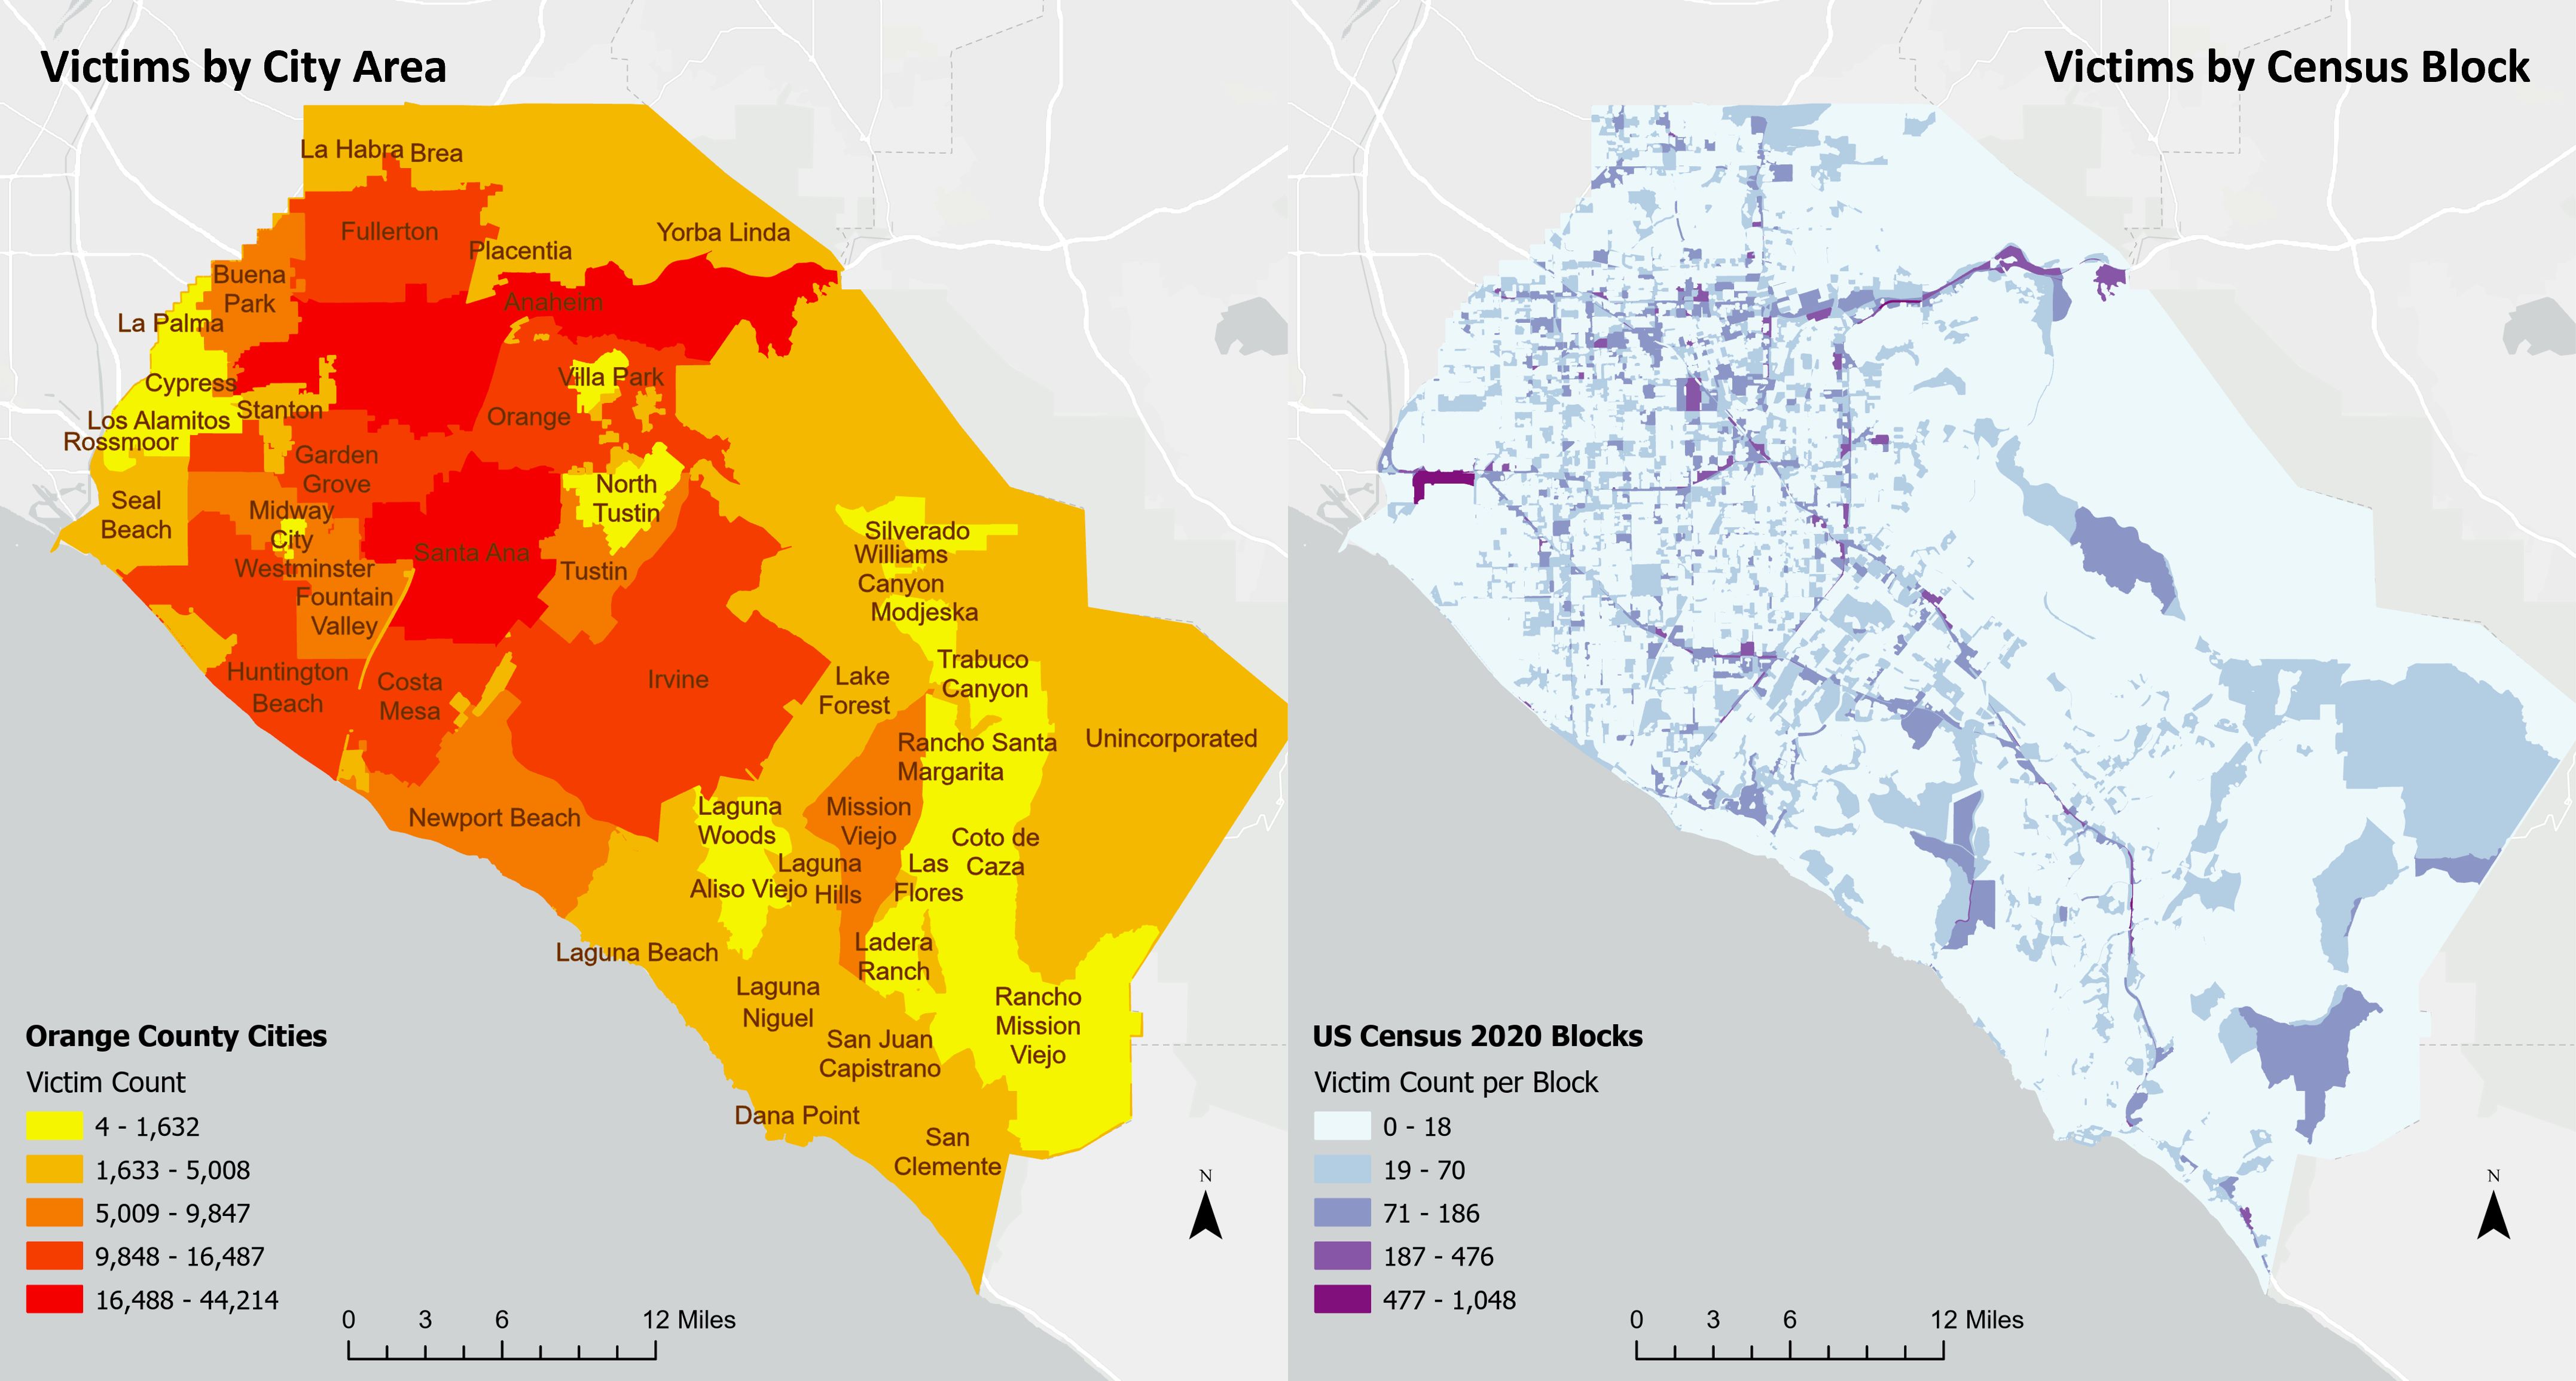 Victims by City Area
La Habra
Brea
Fullerton
Placentia
Yorba Linda
Buena
Park
Anaheim
La Palma
Cypress
Villa Park
Stanton
Orange
Los Alamitos
Rossmoor
Garden
Grove
North
Tustin
Seal
Beach
Midway
City
Silverado
Santa Ana
Williams
Canyon
Westminster
Tustin
Fountain
Valley
Modjeska
Trabuco
Canyon
Huntington
Beach
Costa
Mesa
Irvine
Lake
Forest
Rancho Santa
Margarita
Unincorporated
Newport Beach
Laguna
Woods
Mission
Viejo
Coto de
Caza
Laguna
Hills
Las
Flores
Aliso Viejo
Laguna Beach
Ladera
Ranch
Laguna
Niguel
Rancho
Mission
Viejo
San Juan
Capistrano
Dana Point
San
Clemente
Orange County Cities
Victim Count
4 - 1,632
1,633 - 5,008
5,009 - 9,847
9,848 - 16,487
16,488 - 44,214
0 3 6 12 Miles
N
Victims by Census Block
US Census 2020 Blocks
Victim Count per Block
0 - 18
19 - 70
71 - 186
187 - 476
477 - 1,048
0 3 6 12 Miles
N